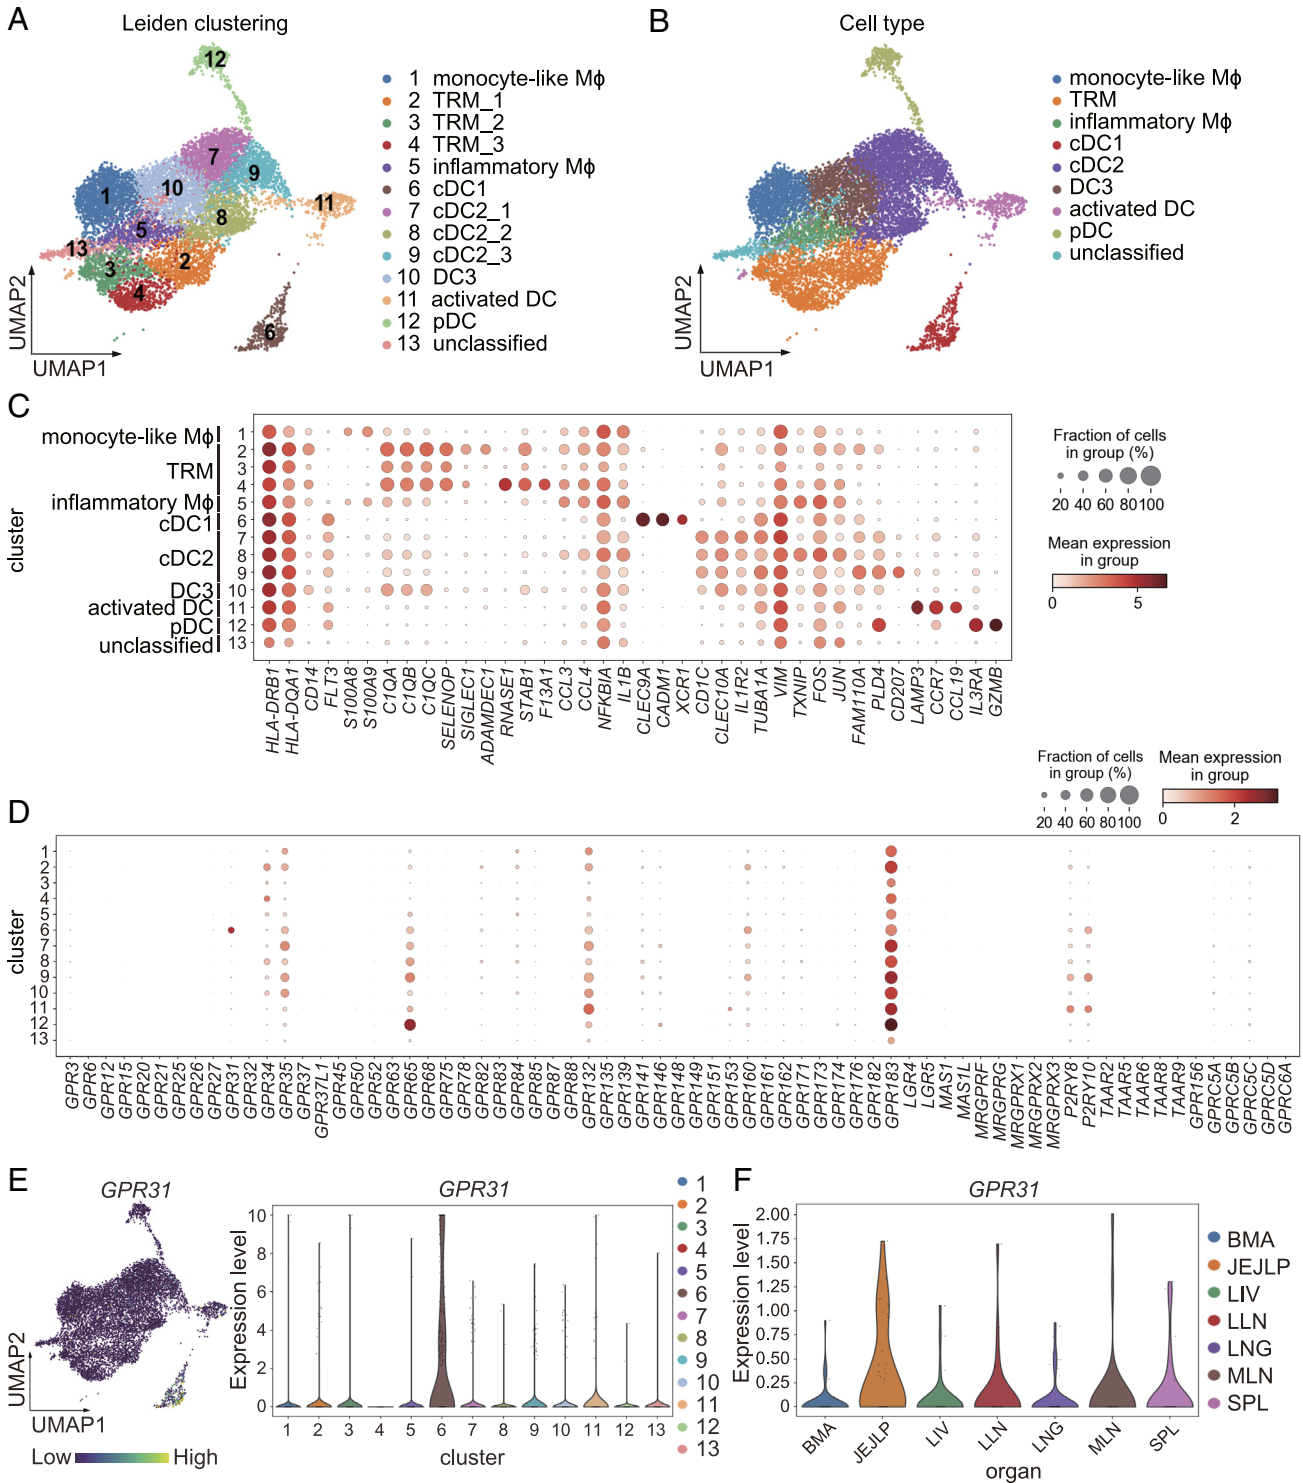 A
Leiden clustering
12
7
9
10
1
11
8
5
13
2
3
4
6
UMAP2
UMAP1
1 monocyte-like Mϕ
2 TRM_1
3 TRM_2
4 TRM_3
5 inflammatory Mϕ
6 cDC1
7 cDC2_1
8 cDC2_2
9 cDC2_3
10 DC3
11 activated DC
12 pDC
13 unclassified
B
Cell type
UMAP2
UMAP1
monocyte-like Mϕ
TRM
inflammatory Mϕ
cDC1
cDC2
DC3
activated DC
pDC
unclassified
C
cluster
monocyte-like Mϕ
TRM
inflammatory Mϕ
cDC1
cDC2
DC3
activated DC
pDC
unclassified
1
2
3
4
5
6
7
8
9
10
11
12
13
HLA-DRB1
HLA-DQA1
CD14
FLT3
S100A8
S100A9
C1QA
C1QB
C1QC
SELENOP
SIGLEC1
ADAMDEC1
RNASE1
STAB1
F13A1
CCL3
CCL4
NFKBIA
IL1B
CLEC9A
CADM1
XCR1
CD1C
CLEC10A
IL1R2
TUBA1A
VIM
TXNIP
FOS
JUN
FAM110A
PLD4
CD207
LAMP3
CCR7
CCL19
IL3RA
GZMB
Fraction of cells
in group (%)
20 40 60 80 100
Mean expression
in group
0 5
D
Fraction of cells
in group (%)
20 40 60 80 100
Mean expression
in group
0 2
cluster
1
2
3
4
5
6
7
8
9
10
11
12
13
GPR3
GPR6
GPR12
GPR15
GPR20
GPR21
GPR25
GPR26
GPR27
GPR31
GPR32
GPR34
GPR35
GPR37
GPR37L1
GPR45
GPR50
GPR52
GPR63
GPR65
GPR68
GPR75
GPR78
GPR82
GPR83
GPR84
GPR85
GPR87
GPR88
GPR132
GPR135
GPR139
GPR141
GPR146
GPR148
GPR149
GPR151
GPR153
GPR160
GPR161
GPR162
GPR171
GPR173
GPR174
GPR176
GPR182
GPR183
LGR4
LGR5
MAS1
MAS1L
MRGPRF
MRGPRG
MRGPRX1
MRGPRX2
MRGPRX3
P2RY8
P2RY10
TAAR2
TAAR5
TAAR6
TAAR8
TAAR9
GPR156
GPRC5A
GPRC5B
GPRC5C
GPRC5D
GPRC6A
E
GPR31
UMAP2
UMAP1
Low High
GPR31
Expression level
10
8
6
4
2
0
1 2 3 4 5 6 7 8 9 10 11 12 13
cluster
1
2
3
4
5
6
7
8
9
10
11
12
13
F
GPR31
Expression level
2.00
1.75
1.50
1.25
1.00
0.75
0.50
0.25
0
BMA
JEJLP
LIV
LLN
LNG
MLN
SPL
organ
BMA
JEJLP
LIV
LLN
LNG
MLN
SPL